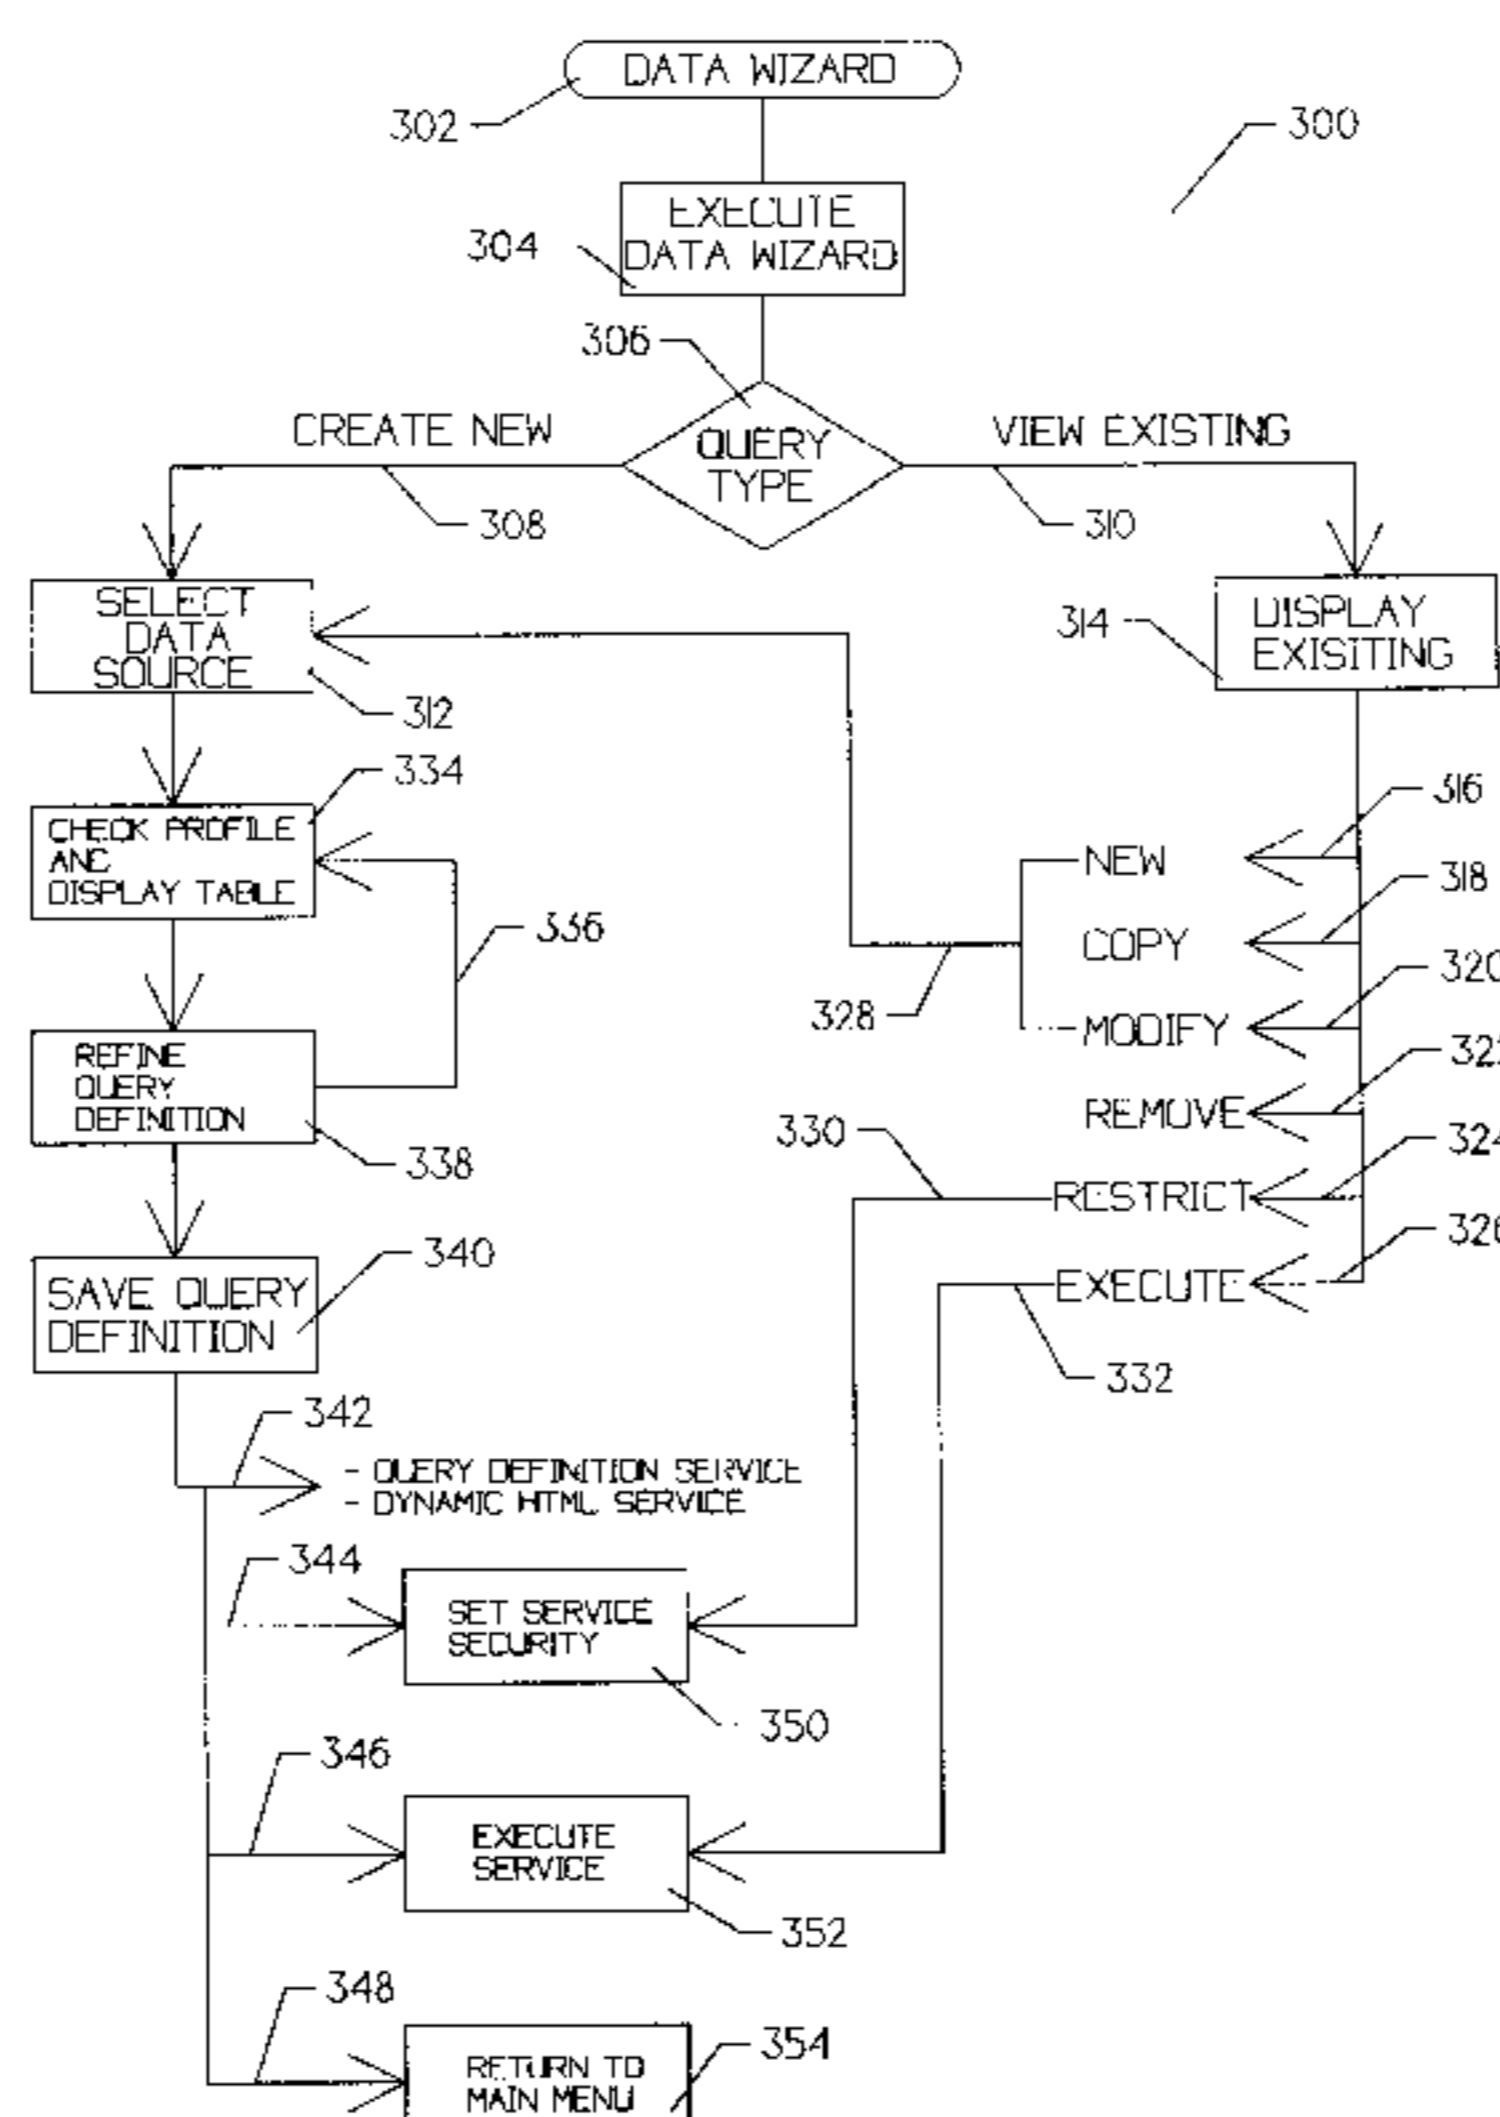 DATA WIZARD
302
300
EXECUTE
DATA WIZARD
304
306
CREATE NEW
QUERY
TYPE
VIEW EXISTING
308
310
SELECT
DATA
SOURCE
312
314
DISPLAY
EXISITING
334
CHECK PROFILE
AND
DISPLAY TABLE
336
316
NEW
318
COPY
320
328
MODIFY
REFINE
QUERY
DEFINITION
338
REMOVE
330
RESTRICT
340
SAVE QUERY
DEFINITION
EXECUTE
326
332
342
- QUERY DEFINITION SERVICE
- DYNAMIC HTML SERVICE
344
SET SERVICE
SECURITY
350
346
EXECUTE
SERVICE
352
348
354
RETURN TO
MAIN MENU